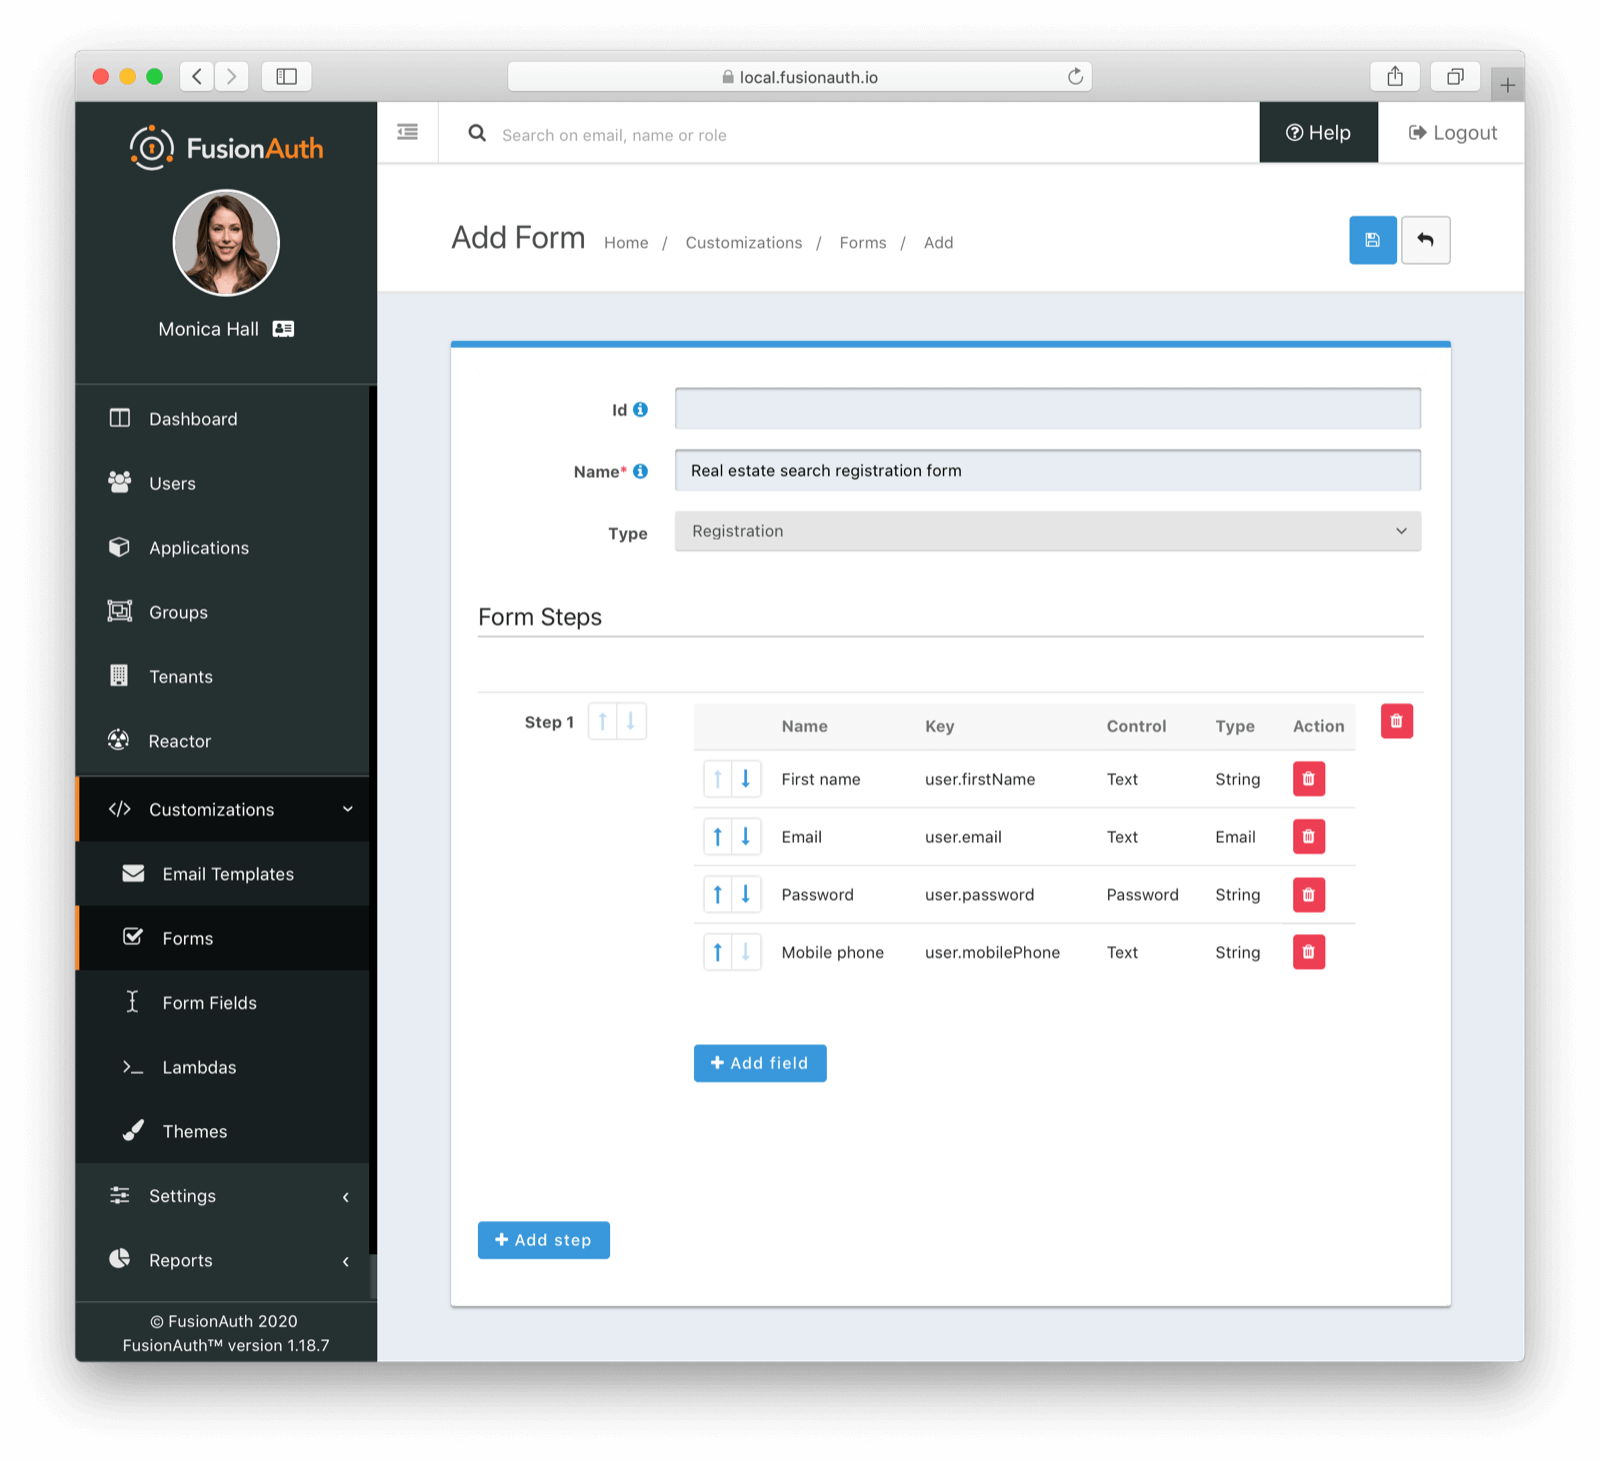 local.fusionauth.io
FusionAuth
Search on email, name or role
Help
Logout
Monica Hall
Add Form
Home / Customizations / Forms / Add
Dashboard
Users
Applications
Groups
Tenants
Reactor
Customizations
Email Templates
Forms
Form Fields
Lambdas
Themes
Settings
Reports
© FusionAuth 2020
FusionAuth™ version 1.18.7
Id
Name* Real estate search registration form
Type Registration
Form Steps
Step 1
Name Key Control Type Action
First name user.firstName Text String
Email user.email Text Email
Password user.password Password String
Mobile phone user.mobilePhone Text String
+ Add field
+ Add step